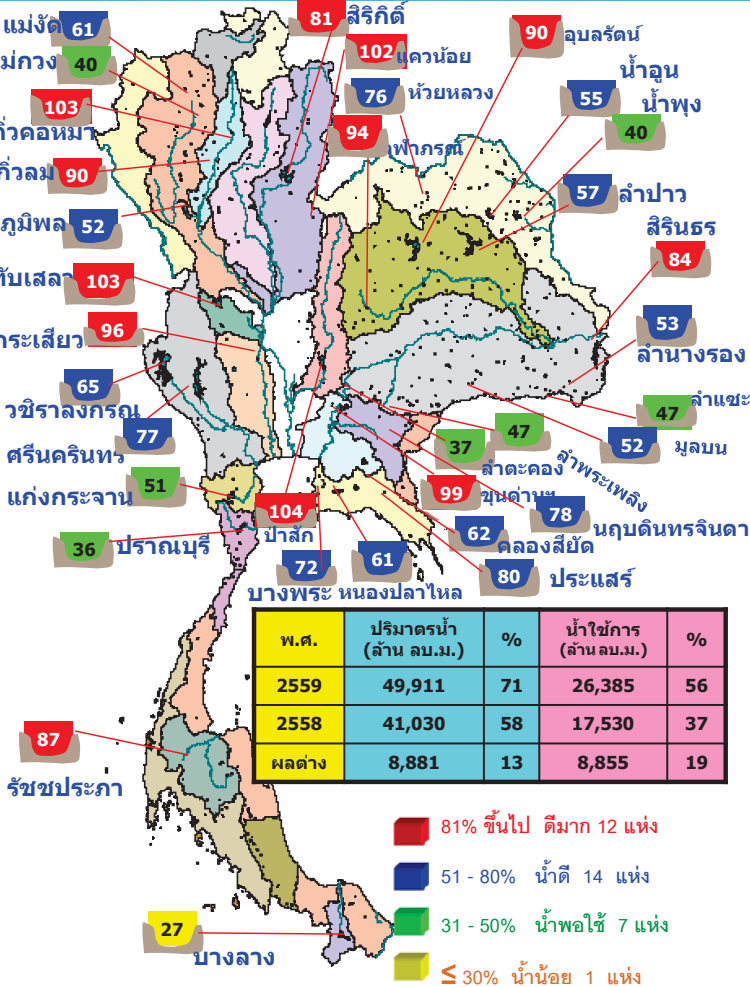 แม่งัด 61
ม่กวง 40
103
กิ่วคอหมา
กิ่วลม 90
ภูมิพล 52
ทับเสลา 103
กระเสียว 96
65
วชิราลงกรณ
77
ศรีนครินทร์
แก่งกระจาน 51
36 ปราณบุรี
81 สิริกิติ์
102 แควน้อย
76 ห้วยหลวง
94 จุฬาภรณ์
90 อุบลรัตน์
55 น้ำอูน
น้ำพุง
40
57 ลำปาว
สิรินธร
84
53
ลำนางรอง
47 ลำแซะ
52 มูลบน
37
ลำตะคอง
47
ลำพระเพลิง
99 ขุนด่านฯ
78 นฤบดินทรจินดา
62 คลองสียัด
80 ประแสร์
61
หนองปลาไหล
72
บางพระ
104
ป่าสัก
พ.ศ. ปริมาตรน้ำ (ล้าน ลบ.ม.) % น้ำใช้การ (ล้าน ลบ.ม.) %
2559 49,911 71 26,385 56
2558 41,030 58 17,530 37
ผลต่าง 8,881 13 8,855 19
87
รัชชประภา
27
บางลาง
81% ขึ้นไป ดีมาก 12 แห่ง
51 - 80% น้ำดี 14 แห่ง
31 - 50% น้ำพอใช้ 7 แห่ง
≤ 30% น้ำน้อย 1 แห่ง